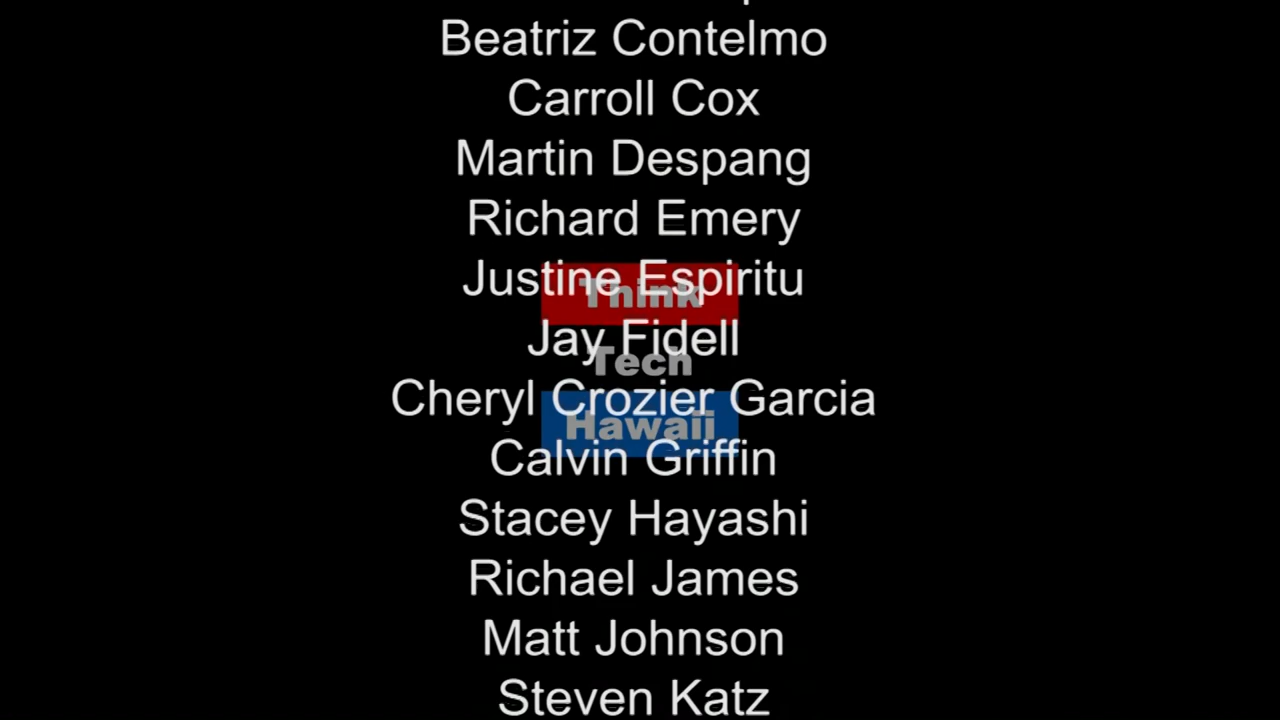 Beatriz Contelmo
Carroll Cox
Martin Despang
Richard Emery
Justine Espiritu
Think
Jay Fidell
Tech
Cheryl Crozier Garcia
Hawaii
Calvin Griffin
Stacey Hayashi
Richael James
Matt Johnson
Steven Katz